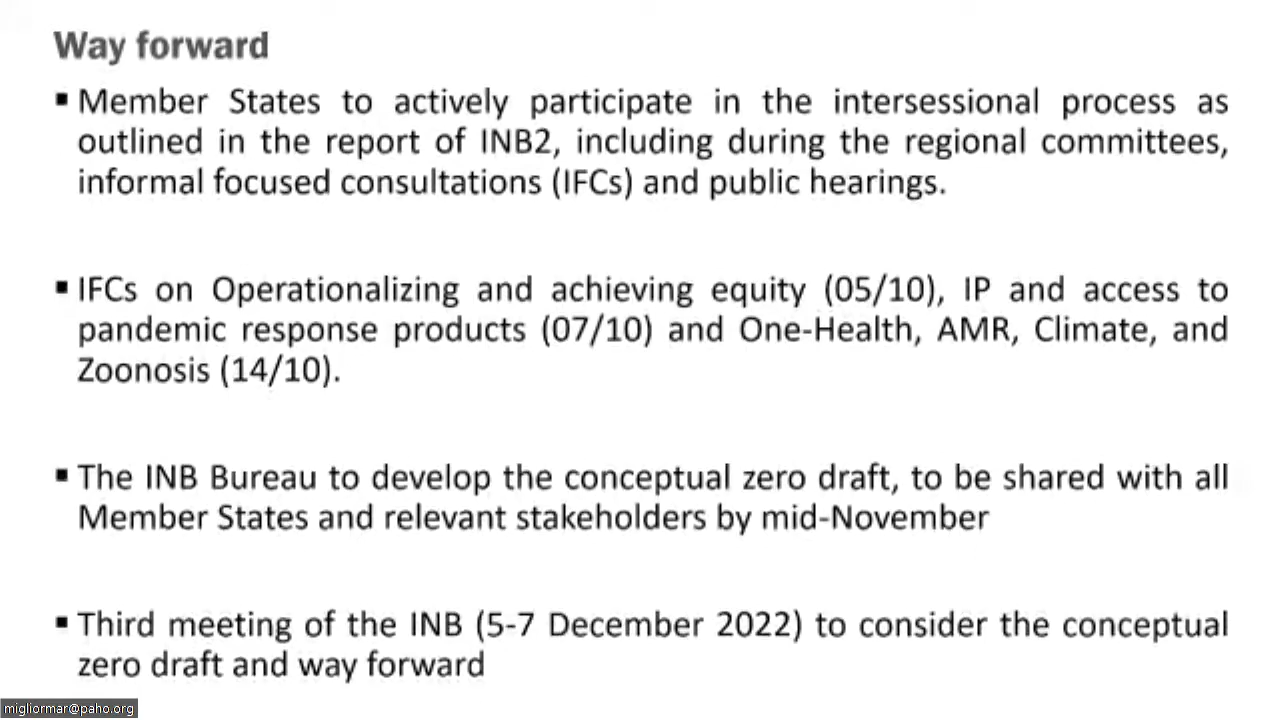 Way forward
▪ Member States to actively participate in the intersessional process as
outlined in the report of INB2, including during the regional committees,
informal focused consultations (IFCs) and public hearings.
▪ IFCs on Operationalizing and achieving equity (05/10), IP and access to
pandemic response products (07/10) and One-Health, AMR, Climate, and
Zoonosis (14/10).
▪ The INB Bureau to develop the conceptual zero draft, to be shared with all
Member States and relevant stakeholders by mid-November
▪ Third meeting of the INB (5-7 December 2022) to consider the conceptual
zero draft and way forward
migliormar@paho.org